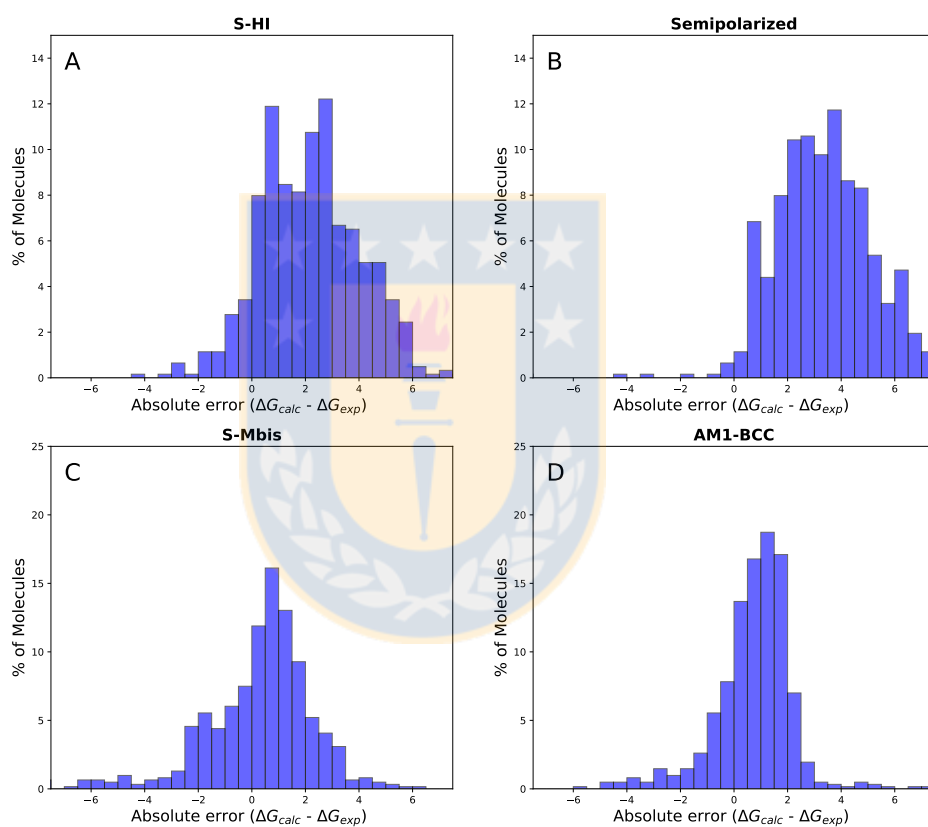 S-HI
A
14
12
10
8
6
4
2
0
% of Molecules
−6 −4 −2 0 2 4 6
Absolute error (ΔG_calc - ΔG_exp)
Semipolarized
B
14
12
10
8
6
4
2
0
% of Molecules
−6 −4 −2 0 2 4 6
Absolute error (ΔG_calc - ΔG_exp)
S-Mbis
C
25
20
15
10
5
0
% of Molecules
−6 −4 −2 0 2 4 6
Absolute error (ΔG_calc - ΔG_exp)
AM1-BCC
D
25
20
15
10
5
0
% of Molecules
−6 −4 −2 0 2 4 6
Absolute error (ΔG_calc - ΔG_exp)